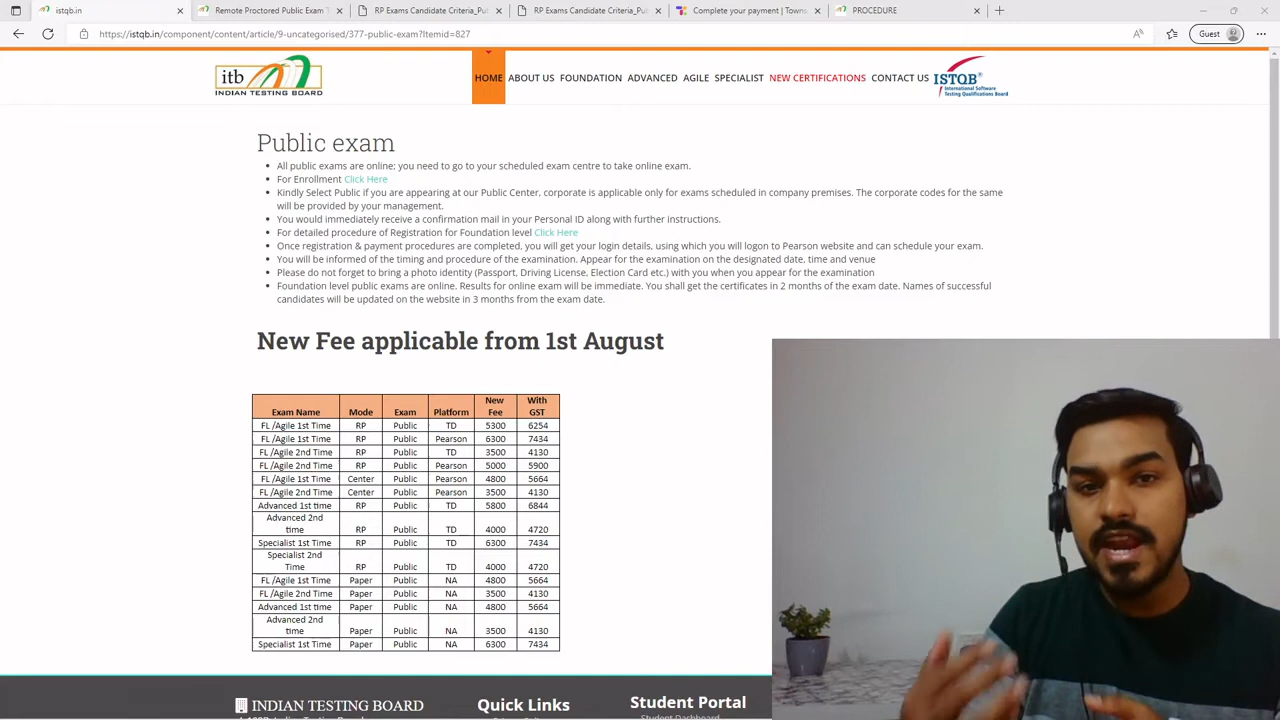 istqb.in
Remote Proctored Public Exam T
RP Exams Candidate Criteria_Pu
RP Exams Candidate Criteria_Pu
Complete your payment | Towns
PROCEDURE
https://istqb.in/component/content/article/9-uncategorised/377-public-exam?Itemid=827
Guest
itb
INDIAN TESTING BOARD
HOME ABOUT US FOUNDATION ADVANCED AGILE SPECIALIST NEW CERTIFICATIONS CONTACT US
ISTQB®
International Software
Testing Qualifications Board
Public exam
All public exams are online; you need to go to your scheduled exam centre to take online exam.
For Enrollment Click Here
Kindly Select Public if you are appearing at our Public Center, corporate is applicable only for exams scheduled in company premises. The corporate codes for the same
will be provided by your management.
You would immediately receive a confirmation mail in your Personal ID along with further instructions.
For detailed procedure of Registration for Foundation level Click Here
Once registration & payment procedures are completed, you will get your login details, using which you will logon to Pearson website and can schedule your exam.
You will be informed of the timing and procedure of the examination. Appear for the examination on the designated date, time and venue
Please do not forget to bring a photo identity (Passport, Driving License, Election Card etc.) with you when you appear for the examination
Foundation level public exams are online. Results for online exam will be immediate. You shall get the certificates in 2 months of the exam date. Names of successful
candidates will be updated on the website in 3 months from the exam date.
New Fee applicable from 1st August
Exam Name Mode Exam Platform New Fee With GST
FL /Agile 1st Time RP Public TD 5300 6254
FL /Agile 1st Time RP Public Pearson 6300 7434
FL /Agile 2nd Time RP Public TD 3500 4130
FL /Agile 2nd Time RP Public Pearson 5000 5900
FL /Agile 1st Time Center Public Pearson 4800 5664
FL /Agile 2nd Time Center Public Pearson 3500 4130
Advanced 1st time RP Public TD 5800 6844
Advanced 2nd time RP Public TD 4000 4720
Specialist 1st Time RP Public TD 6300 7434
Specialist 2nd Time RP Public TD 4000 4720
FL /Agile 1st Time Paper Public NA 4800 5664
FL /Agile 2nd Time Paper Public NA 3500 4130
Advanced 1st time Paper Public NA 4800 5664
Advanced 2nd time Paper Public NA 3500 4130
Specialist 1st Time Paper Public NA 6300 7434
INDIAN TESTING BOARD
Quick Links
Student Portal
Student Dashboard